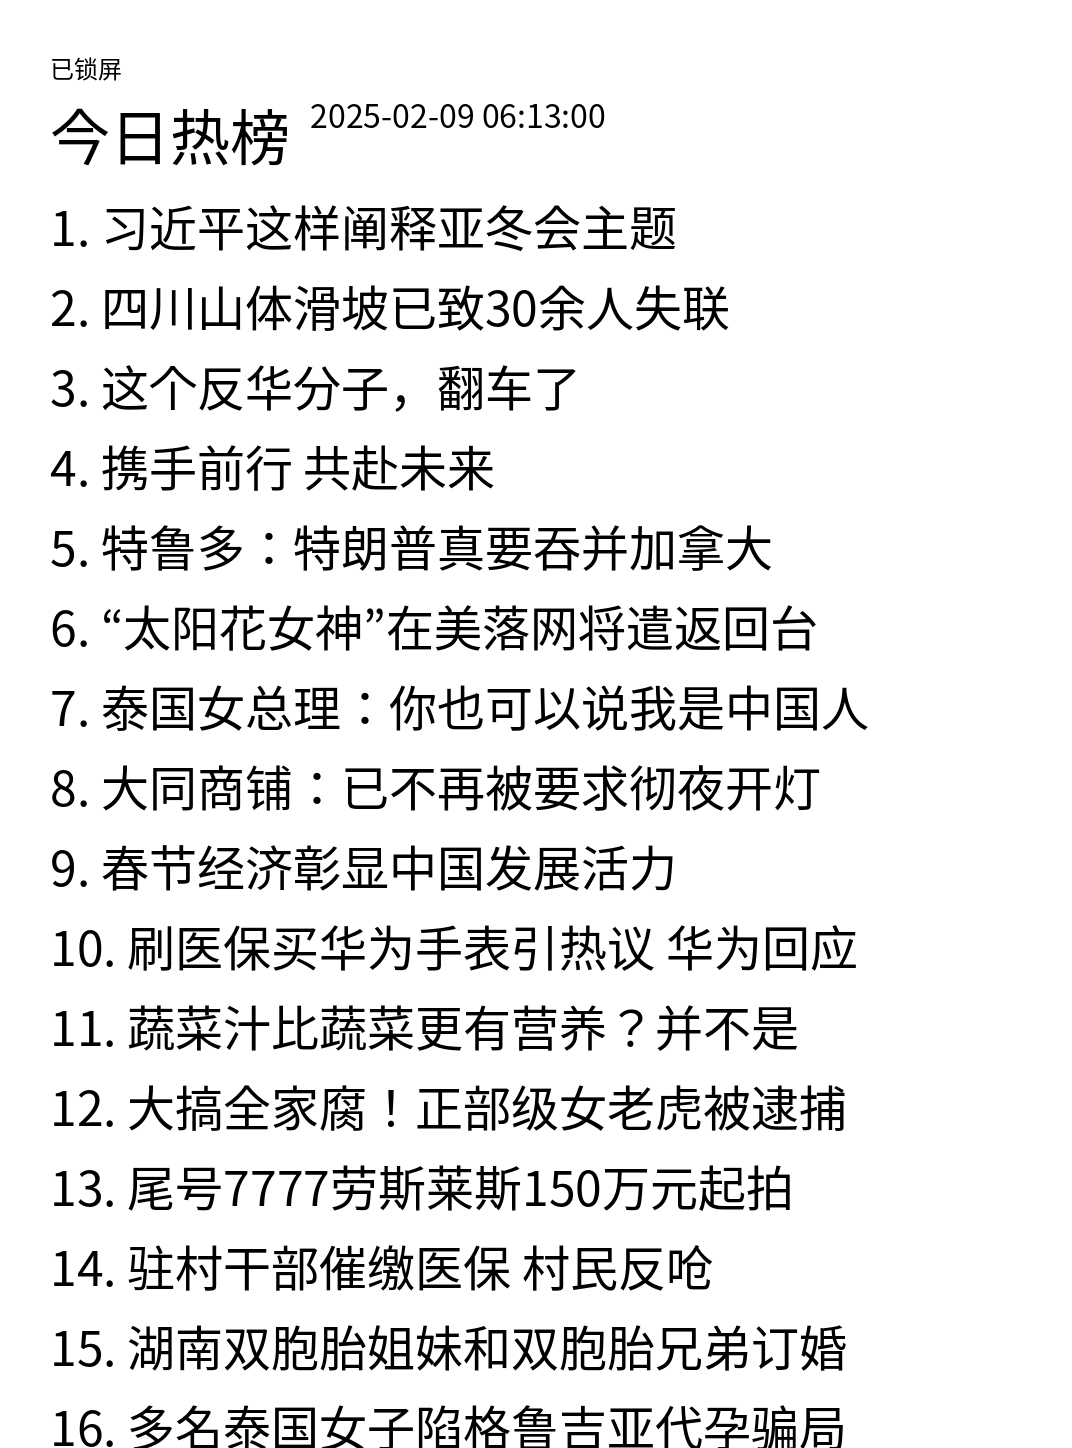 已锁屏
今日热榜 2025-02-09 06:13:00
1. 习近平这样阐释亚冬会主题
2. 四川山体滑坡已致30余人失联
3. 这个反华分子，翻车了
4. 携手前行 共赴未来
5. 特鲁多：特朗普真要吞并加拿大
6. “太阳花女神”在美落网将遣返回台
7. 泰国女总理：你也可以说我是中国人
8. 大同商铺：已不再被要求彻夜开灯
9. 春节经济彰显中国发展活力
10. 刷医保买华为手表引热议 华为回应
11. 蔬菜汁比蔬菜更有营养？并不是
12. 大搞全家腐！正部级女老虎被逮捕
13. 尾号7777劳斯莱斯150万元起拍
14. 驻村干部催缴医保 村民反呛
15. 湖南双胞胎姐妹和双胞胎兄弟订婚
16. 多名泰国女子陷格鲁吉亚代孕骗局